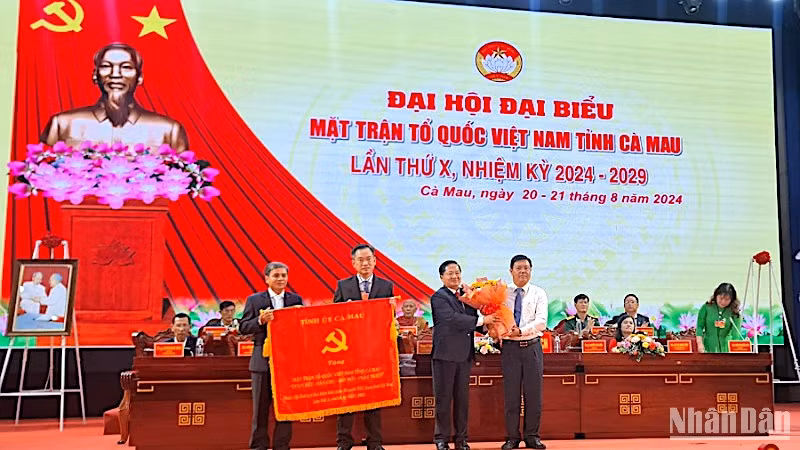 ĐẠI HỘI ĐẠI BIỂU
MẶT TRẬN TỔ QUỐC VIỆT NAM TỈNH CÀ MAU
LẦN THỨ X, NHIỆM KỲ 2024 - 2029
Cà Mau, ngày 20 - 21 tháng 8 năm 2024
TỈNH ỦY CÀ MAU
Tặng
NhânDân